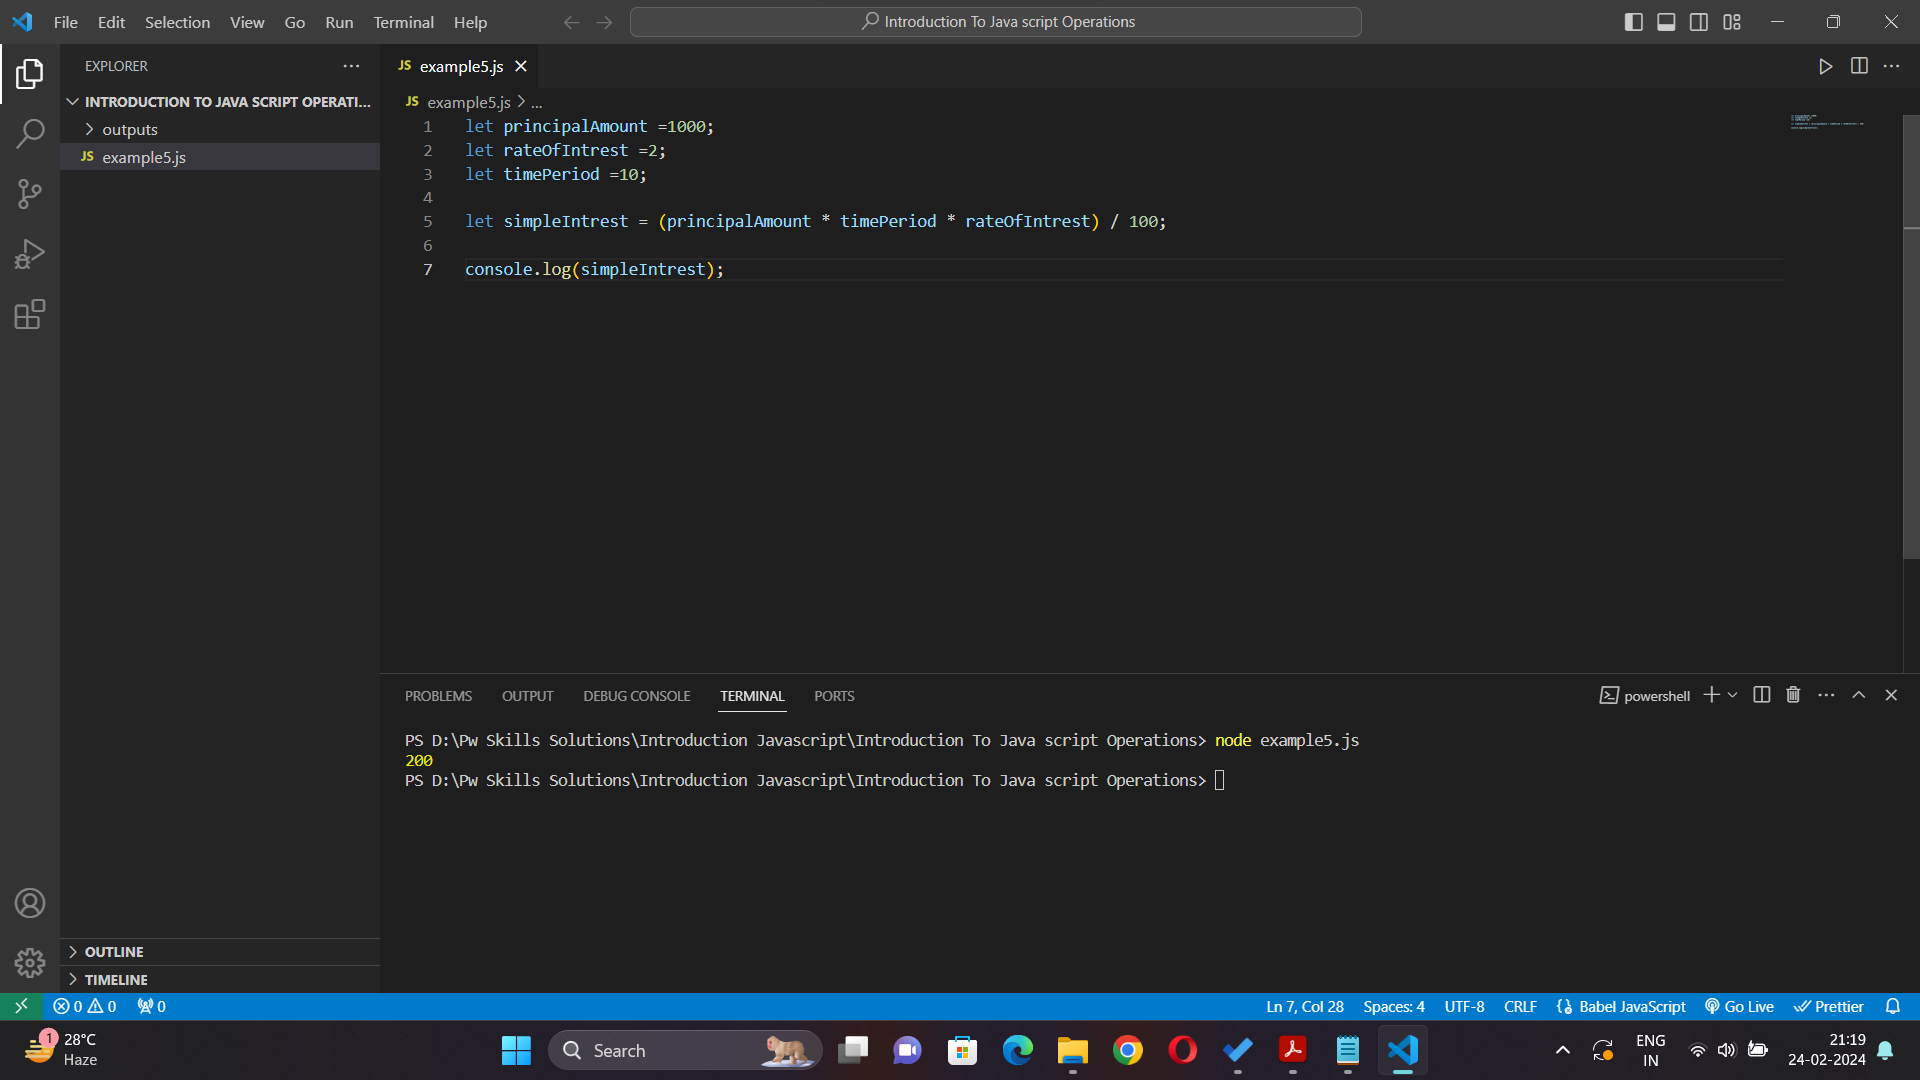 File Edit Selection View Go Run Terminal Help
Introduction To Java script Operations
EXPLORER
INTRODUCTION TO JAVA SCRIPT OPERATI...
outputs
JS example5.js
JS example5.js
JS example5.js > ...
1 let principalAmount =1000;
2 let rateOfIntrest =2;
3 let timePeriod =10;
4
5 let simpleIntrest = (principalAmount * timePeriod * rateOfIntrest) / 100;
6
7 console.log(simpleIntrest);
PROBLEMS OUTPUT DEBUG CONSOLE TERMINAL PORTS
powershell
PS D:\Pw Skills Solutions\Introduction Javascript\Introduction To Java script Operations> node example5.js
200
PS D:\Pw Skills Solutions\Introduction Javascript\Introduction To Java script Operations>
OUTLINE
TIMELINE
0 0 0
Ln 7, Col 28 Spaces: 4 UTF-8 CRLF Babel JavaScript Go Live Prettier
1
28°C
Haze
Search
ENG
IN
21:19
24-02-2024